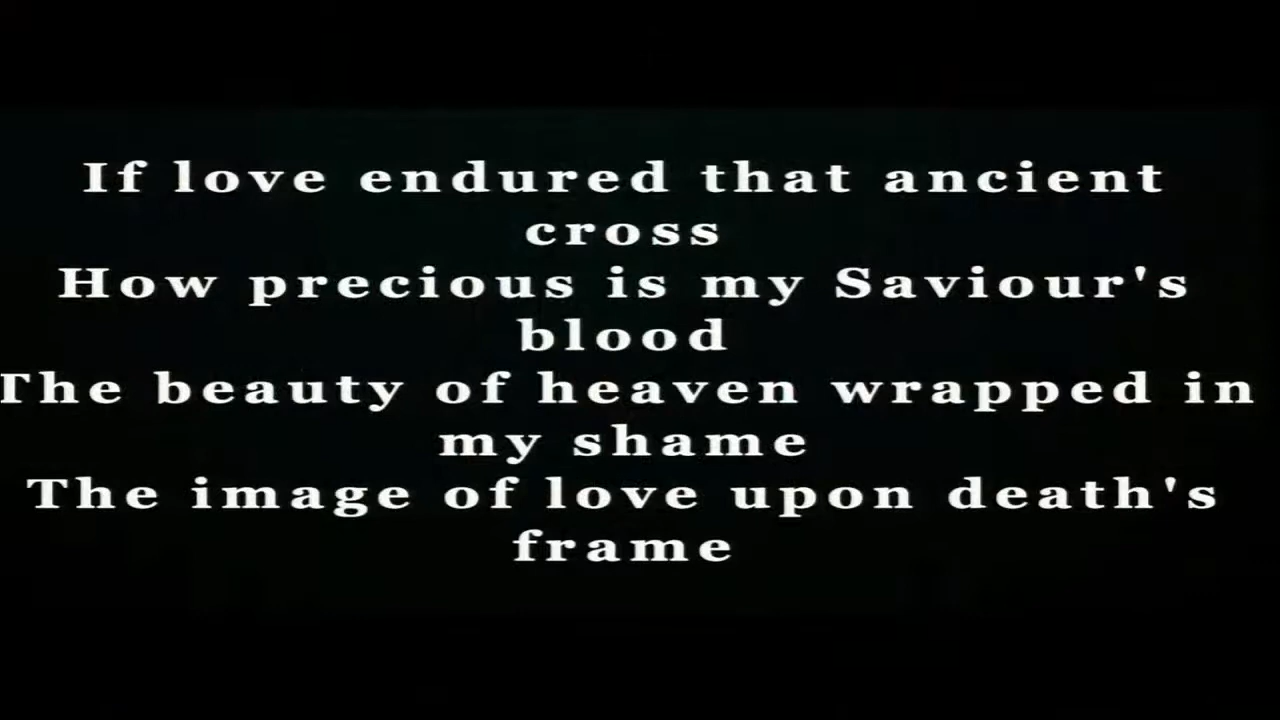 If love endured that ancient
cross
How precious is my Saviour's
blood
The beauty of heaven wrapped in
my shame
The image of love upon death's
frame